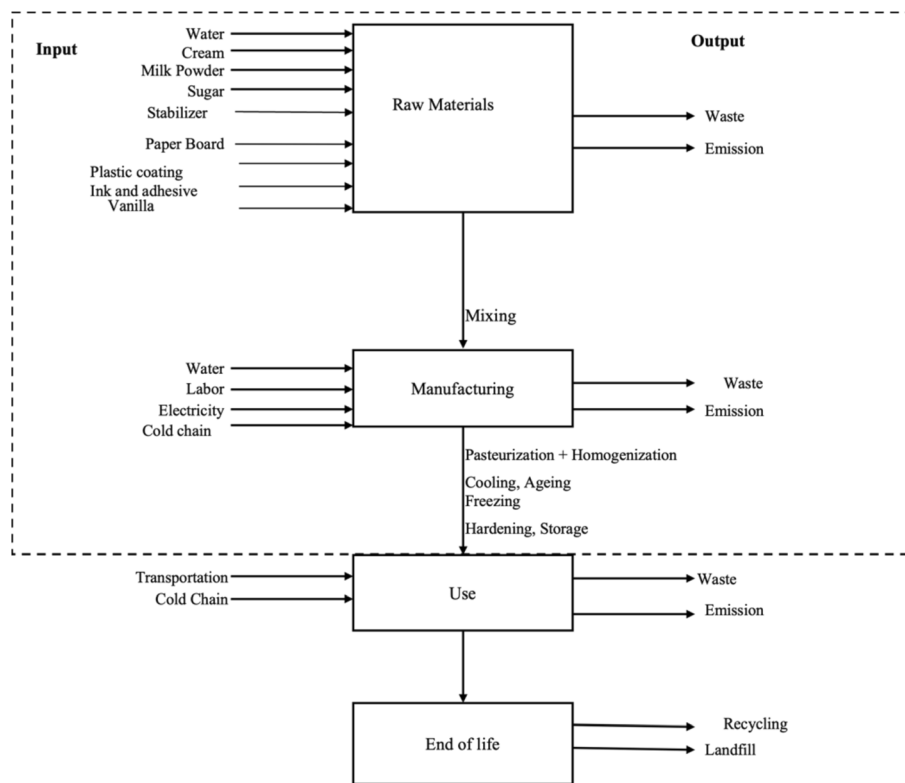 Input
Output
Water
Cream
Milk Powder
Sugar
Stabilizer
Paper Board
Plastic coating
Ink and adhesive
Vanilla
Raw Materials
Waste
Emission
Mixing
Water
Labor
Electricity
Cold chain
Manufacturing
Waste
Emission
Pasteurization + Homogenization
Cooling, Ageing
Freezing
Hardening, Storage
Transportation
Cold Chain
Use
Waste
Emission
End of life
Recycling
Landfill